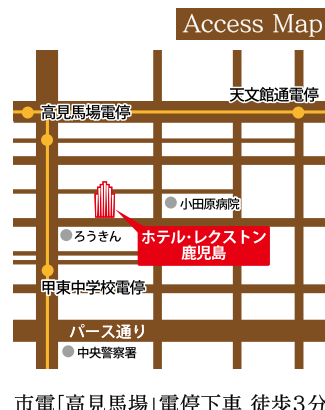 Access Map
天文館通電停
高見馬場電停
小田原病院
ろうきん
ホテル・レクストン
鹿児島
甲東中学校電停
パース通り
中央警察署
市電「高見馬場」電停下車 徒歩3分